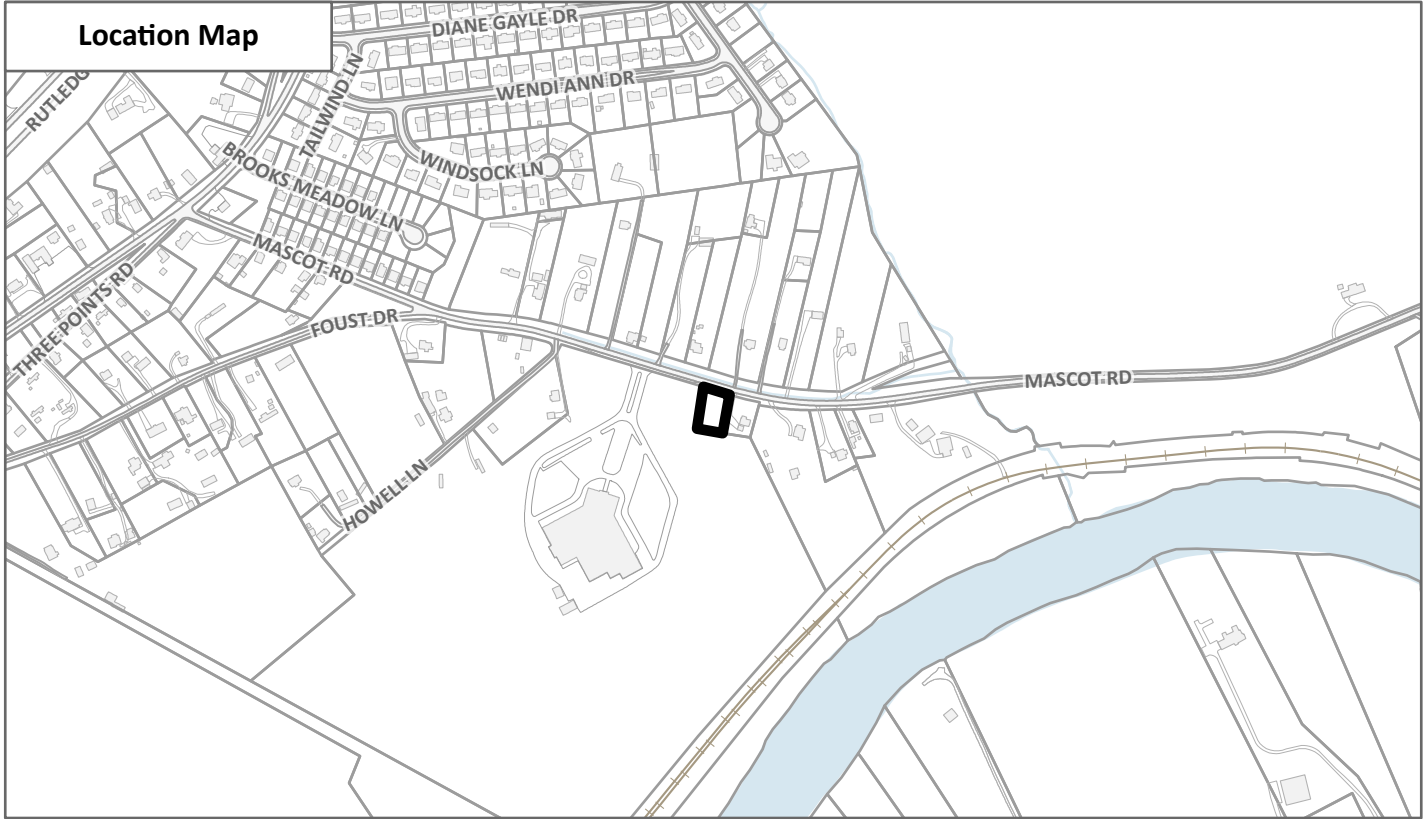 Location Map
DIANE GAYLE DR
RUTLEDG
TAILWIND LN
WENDI ANN DR
BROOKS MEADOW LN
WINDSOCK LN
MASCOT RD
THREE POINTS RD
FOUST DR
MASCOT RD
HOWELL LN